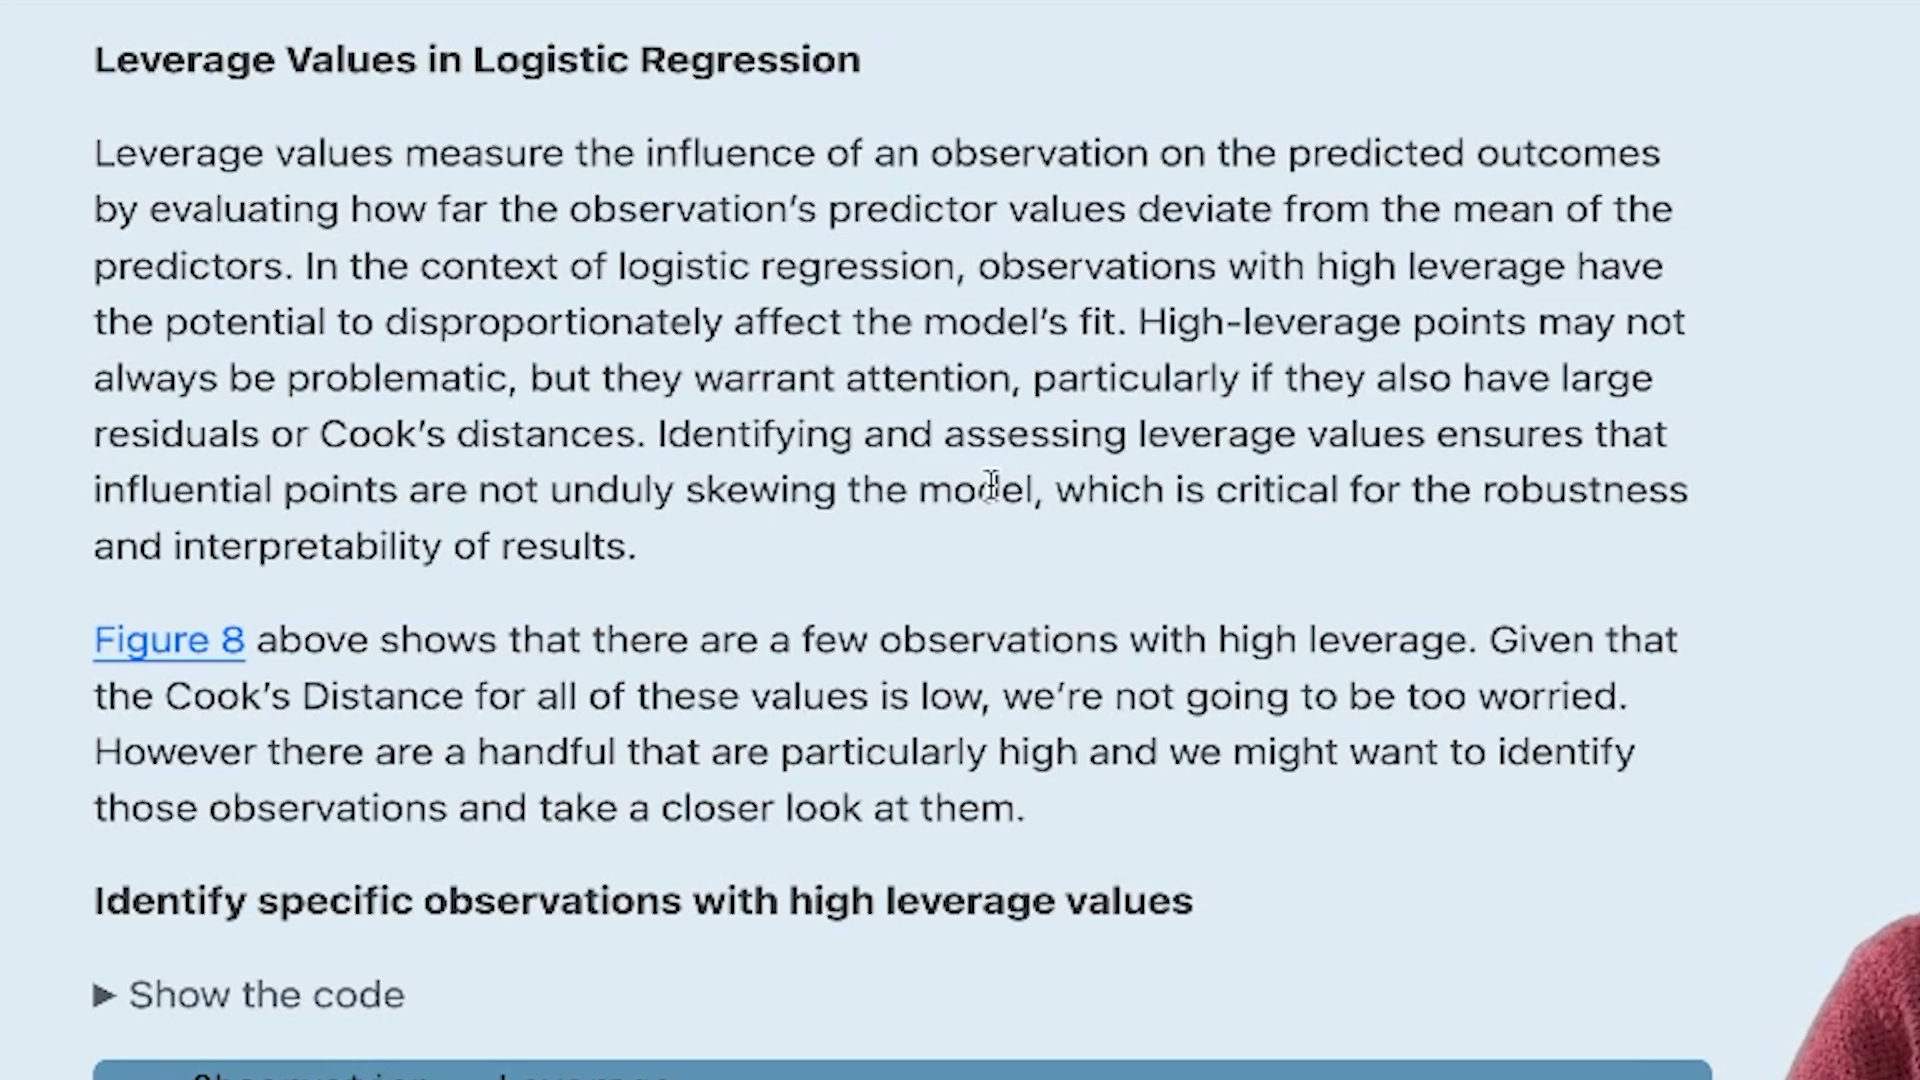 Leverage Values in Logistic Regression
Leverage values measure the influence of an observation on the predicted outcomes
by evaluating how far the observation’s predictor values deviate from the mean of the
predictors. In the context of logistic regression, observations with high leverage have
the potential to disproportionately affect the model’s fit. High-leverage points may not
always be problematic, but they warrant attention, particularly if they also have large
residuals or Cook’s distances. Identifying and assessing leverage values ensures that
influential points are not unduly skewing the model, which is critical for the robustness
and interpretability of results.
Figure 8 above shows that there are a few observations with high leverage. Given that
the Cook’s Distance for all of these values is low, we’re not going to be too worried.
However there are a handful that are particularly high and we might want to identify
those observations and take a closer look at them.
Identify specific observations with high leverage values
Show the code